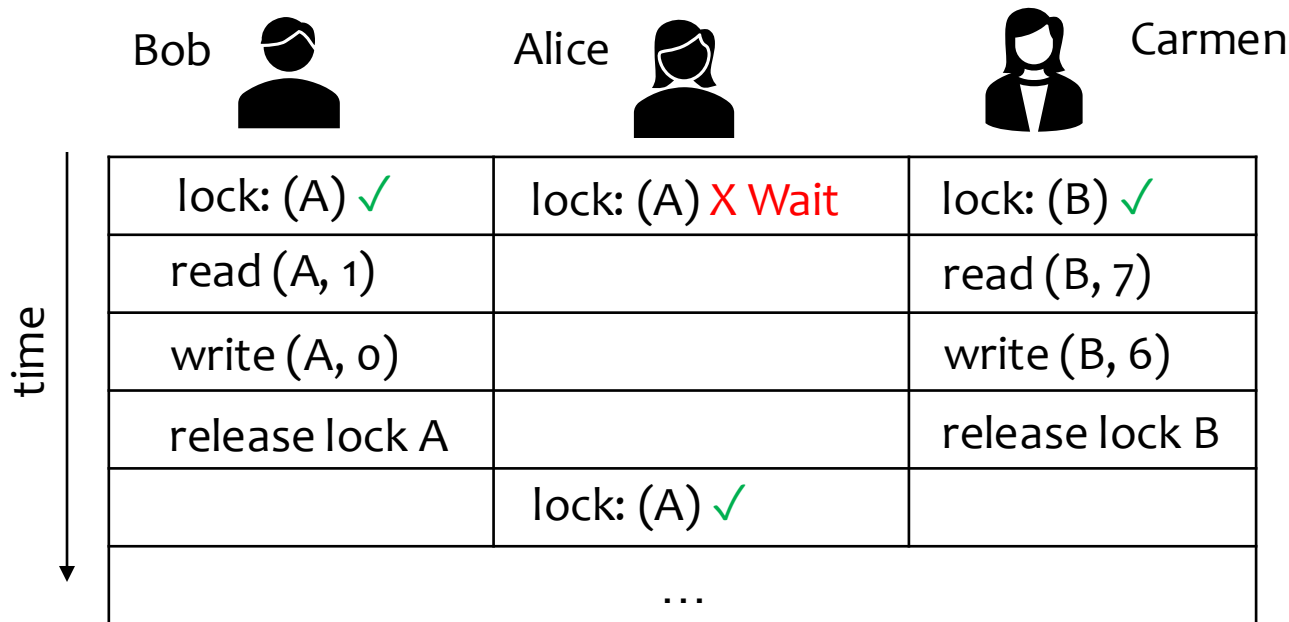 Bob Alice Carmen
time
lock: (A) ✓ lock: (A) X Wait lock: (B) ✓
read (A, 1) read (B, 7)
write (A, 0) write (B, 6)
release lock A release lock B
lock: (A) ✓
...